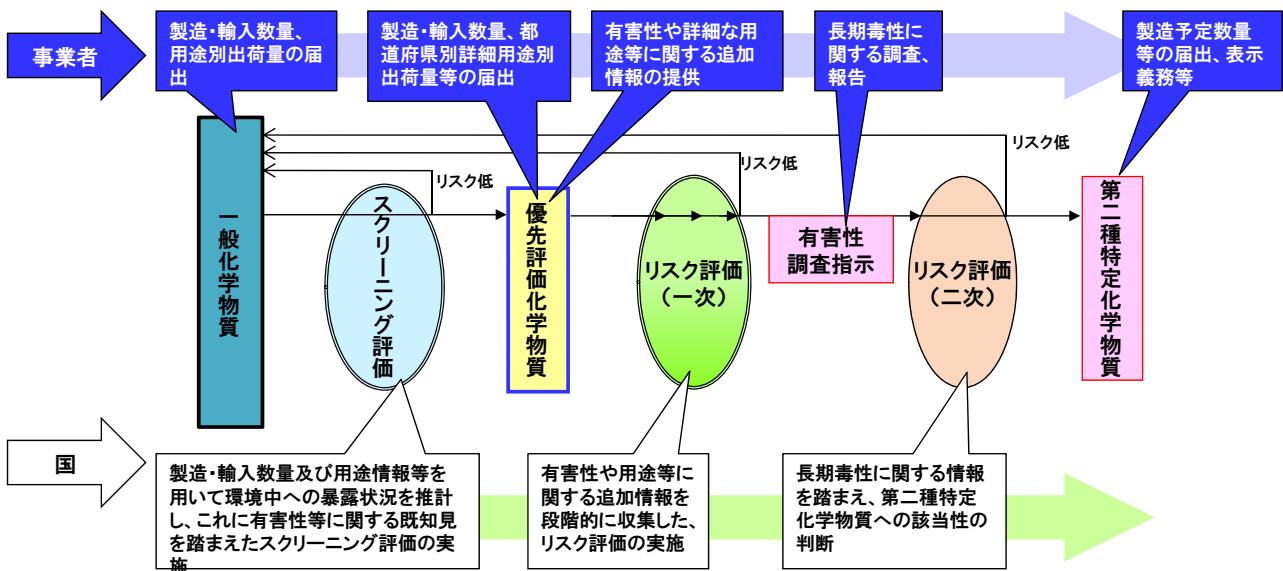 事業者
製造・輸入数量、
用途別出荷量の届
出
製造・輸入数量、都
道府県別詳細用途別
出荷量等の届出
有害性や詳細な用
途等に関する追加
情報の提供
長期毒性に
関する調査、
報告
製造予定数量
等の届出、表示
義務等
リスク低
リスク低
リスク低
一般化学物質
スクリーニング評価
優先評価化学物質
リスク評価
（一次）
有害性
調査指示
リスク評価
（二次）
第二種特定化学物質
国
製造・輸入数量及び用途情報等を
用いて環境中への暴露状況を推計
し、これに有害性等に関する既知見
を踏まえたスクリーニング評価の実
施
有害性や用途等に
関する追加情報を
段階的に収集した、
リスク評価の実施
長期毒性に関する情報
を踏まえ、第二種特定
化学物質への該当性の
判断